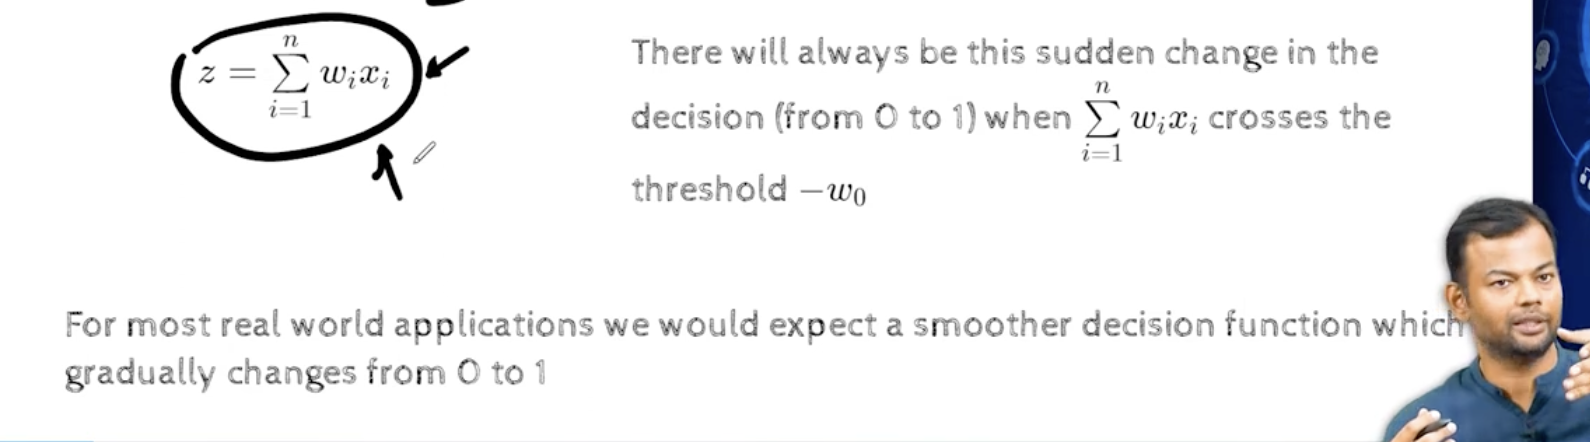 z = \sum_{i=1}^{n} w_i x_i
There will always be this sudden change in the
decision (from 0 to 1) when \sum_{i=1}^{n} w_i x_i crosses the
threshold −w_0
For most real world applications we would expect a smoother decision function which
gradually changes from 0 to 1